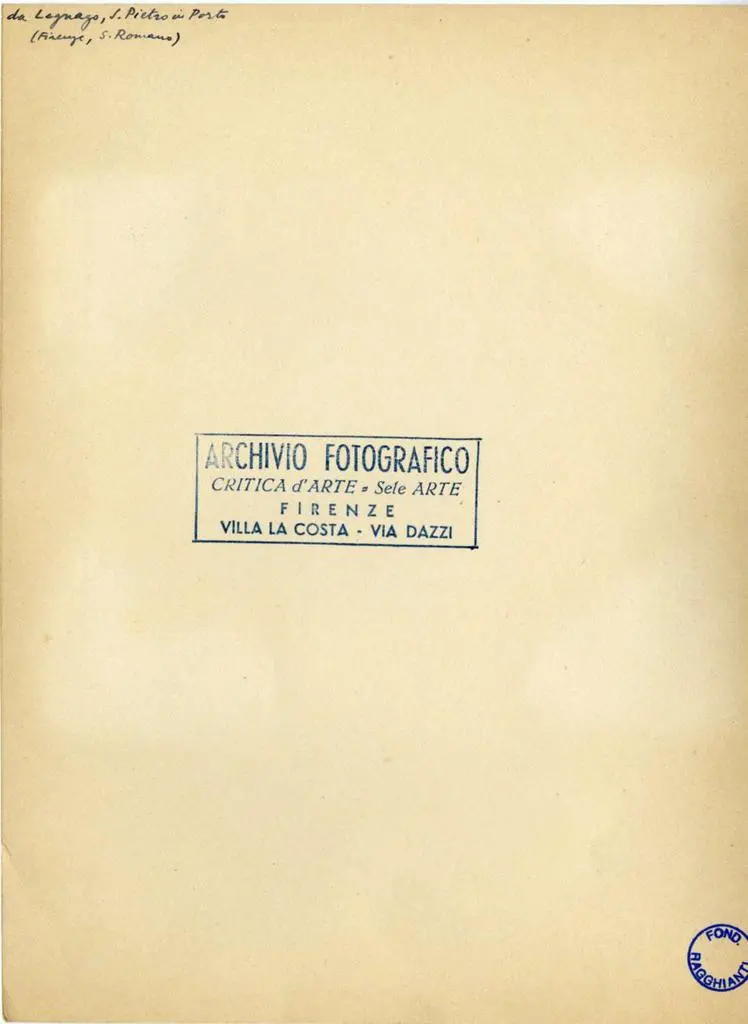 da Legnago, S. Pietro in Porto
(Firenze, S. Romano)
ARCHIVIO FOTOGRAFICO
CRITICA d'ARTE = Sele ARTE
FIRENZE
VILLA LA COSTA - VIA DAZZI
FOND.
RAGGHIANTI